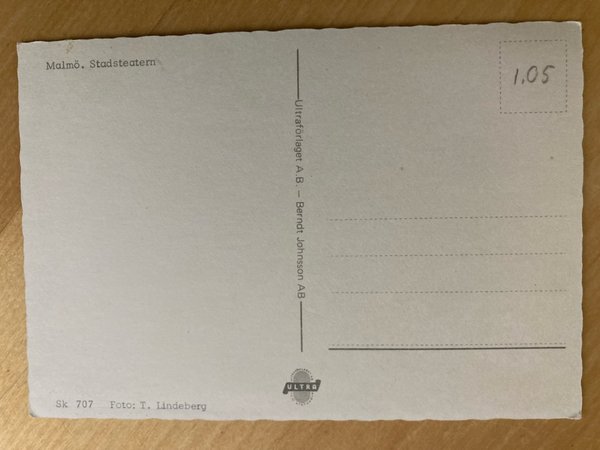 Malmö. Stadsteatern
1.05
Ultraförlaget A.B. – Berndt Johnsson AB
ULTRA
Sk 707 Foto: T. Lindeberg